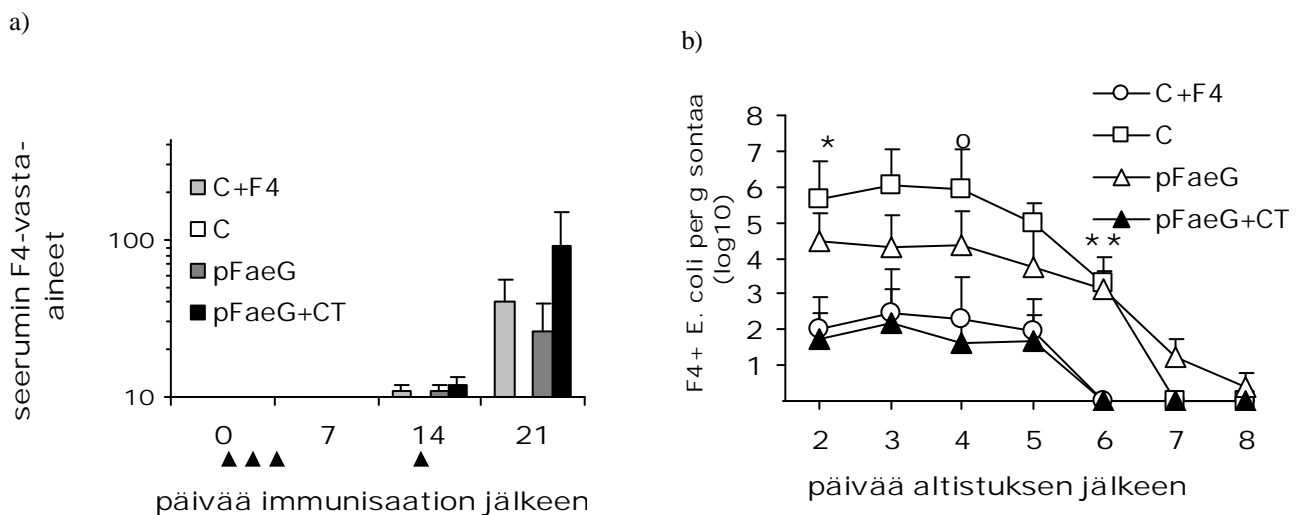 a)
seerumin F4-vasta-
aineet
100
10
C+F4
C
pFaeG
pFaeG+CT
0 7 14 21
päivää immunisaation jälkeen
b)
F4+ E. coli per g sontaa
(log10)
8
7
6
5
4
3
2
1
* o **
C+F4
C
pFaeG
pFaeG+CT
2 3 4 5 6 7 8
päivää altistuksen jälkeen